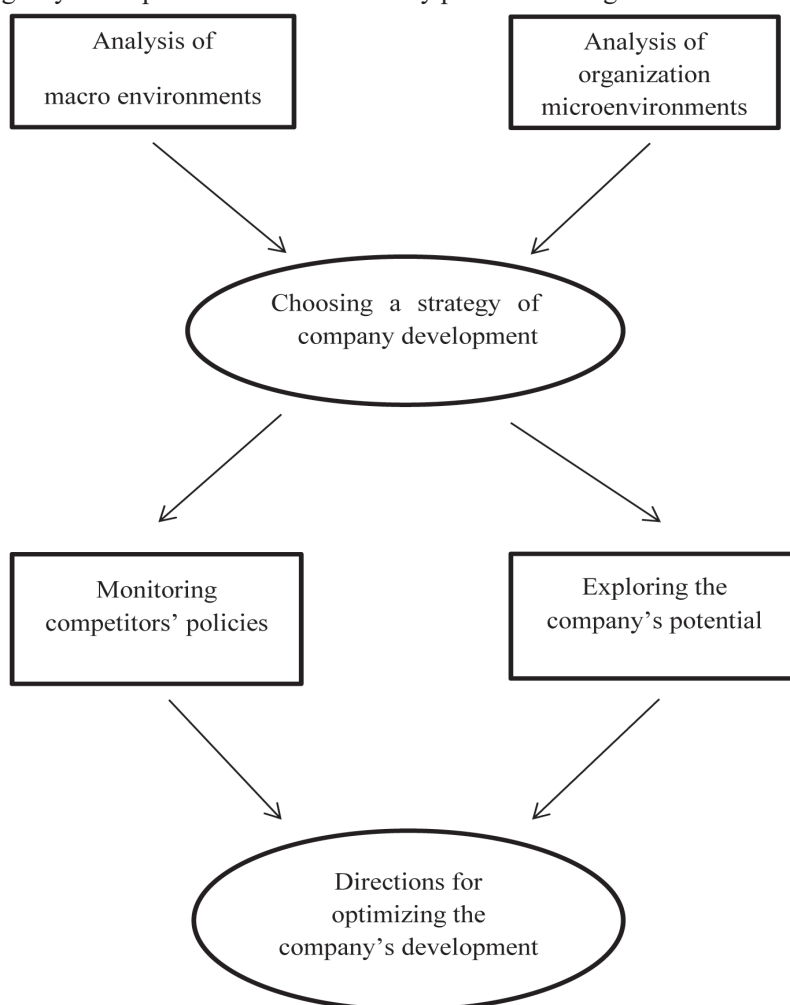 Analysis of
macro environments
Analysis of
organization
microenvironments
Choosing a strategy of
company development
Monitoring
competitors’ policies
Exploring the
company’s potential
Directions for
optimizing the
company’s development